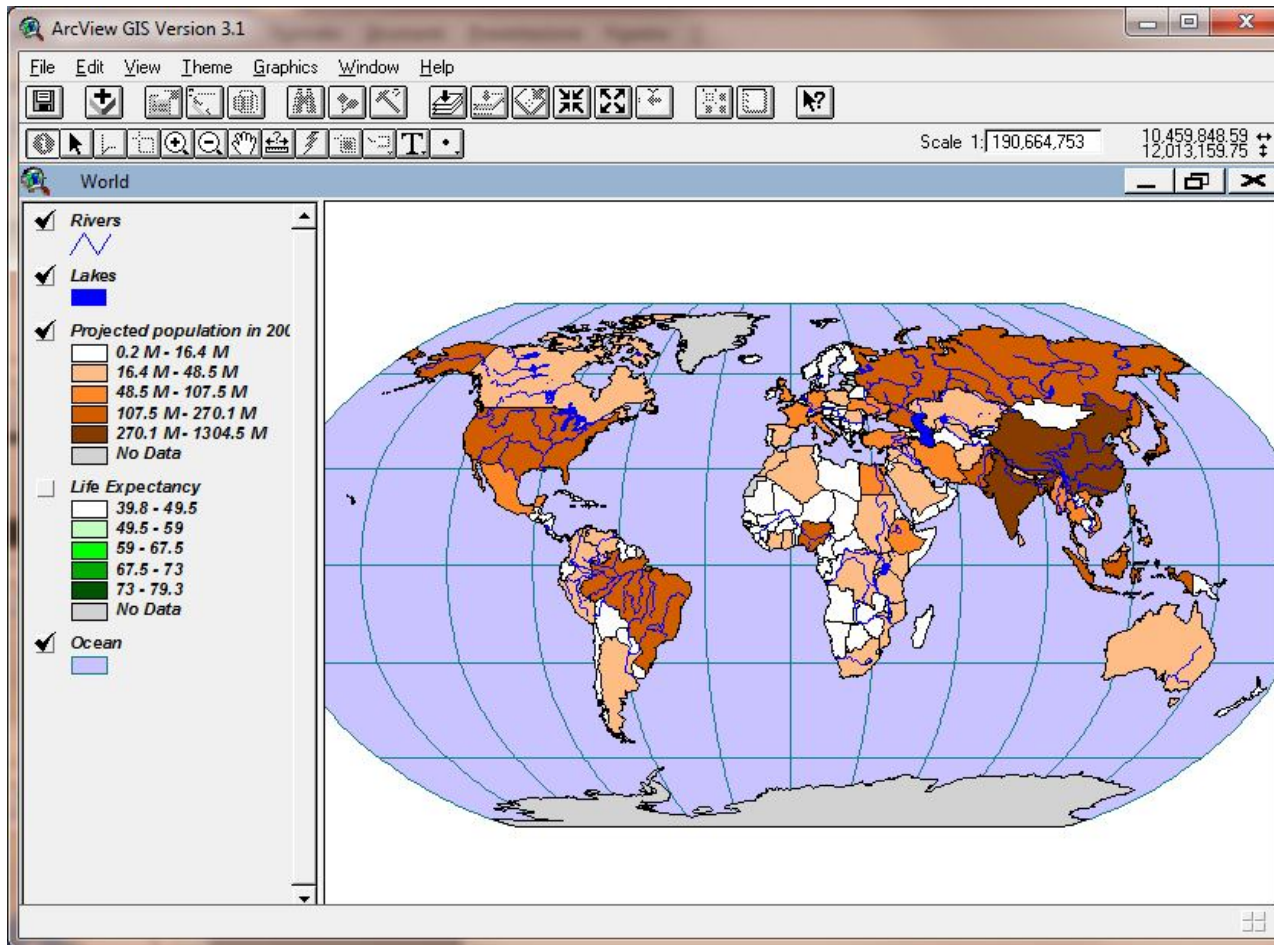 ArcView GIS Version 3.1
File Edit View Theme Graphics Window Help
T
Scale 1: 190,664,753
10,459,848.59
12,013,159.75
World
Rivers
Lakes
Projected population in 200
0.2 M - 16.4 M
16.4 M - 48.5 M
48.5 M - 107.5 M
107.5 M - 270.1 M
270.1 M - 1304.5 M
No Data
Life Expectancy
39.8 - 49.5
49.5 - 59
59 - 67.5
67.5 - 73
73 - 79.3
No Data
Ocean